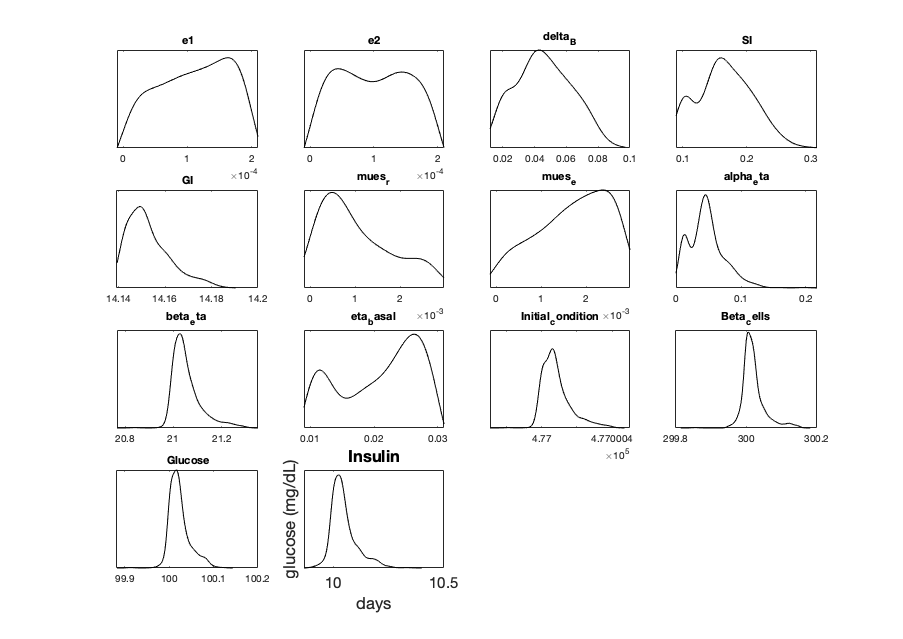 e1 e2 delta_B SI
0 1 2 0 1 2 0.02 0.04 0.06 0.08 0.1 0.1 0.2 0.3
×10^-4 ×10^-4
GI mues_r mues_e alpha_eta
14.14 14.16 14.18 14.2 0 1 2 0 1 2 0 0.1 0.2
×10^-3 ×10^-3
beta_eta eta_basal Initial_condition Beta_cells
20.8 21 21.2 0.01 0.02 0.03 4.77 4.770004 299.8 300 300.2
×10^5
Glucose Insulin
glucose (mg/dL)
99.9 100 100.1 100.2 10 10.5
days